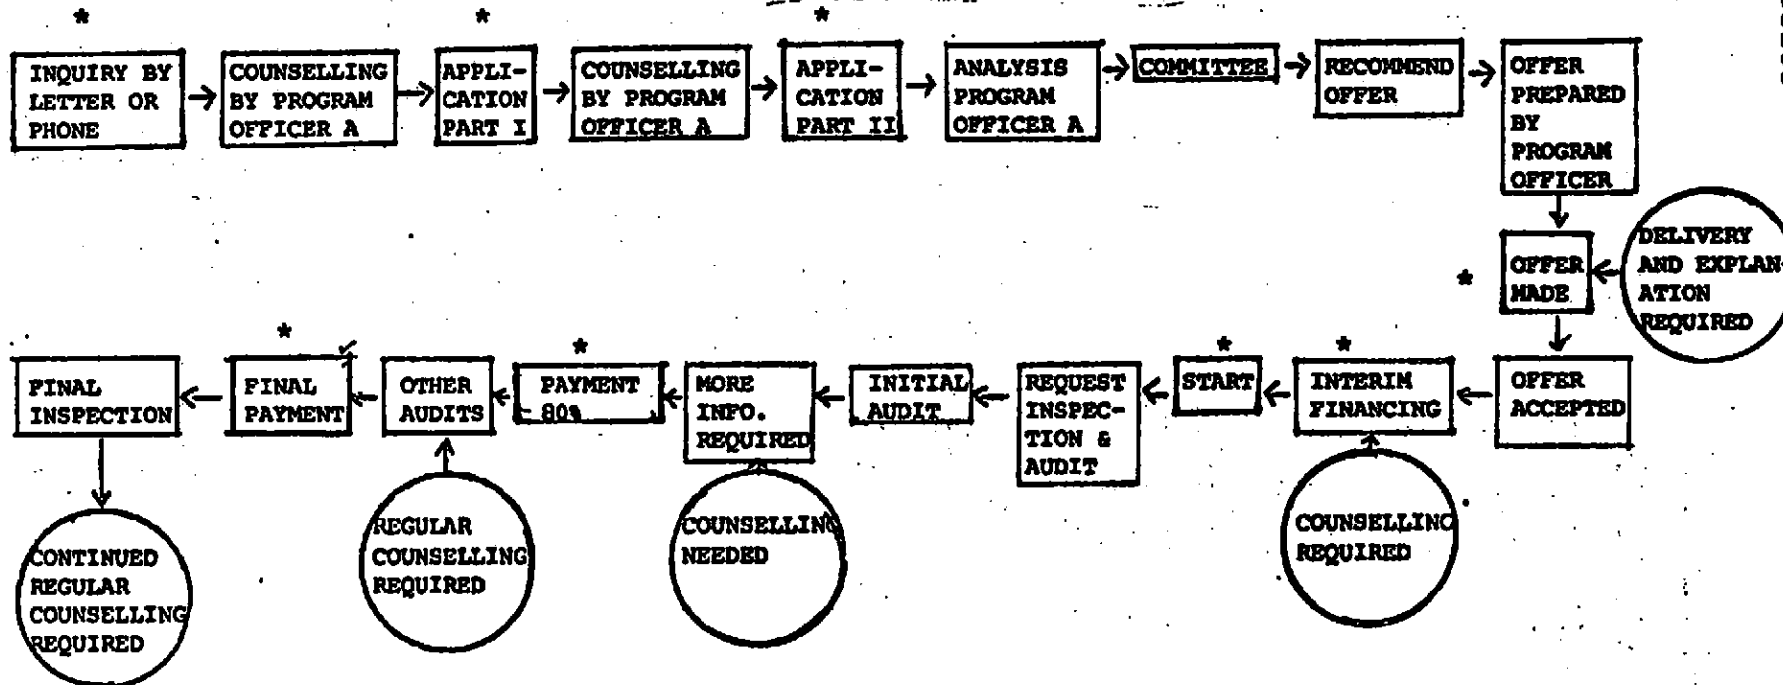 *
*
*
INQUIRY BY
LETTER OR
PHONE
COUNSELLING
BY PROGRAM
OFFICER A
APPLI-
CATION
PART I
COUNSELLING
BY PROGRAM
OFFICER A
APPLI-
CATION
PART II
ANALYSIS
PROGRAM
OFFICER A
COMMITTEE
RECOMMEND
OFFER
OFFER
PREPARED
BY
PROGRAM
OFFICER
DELIVERY
AND EXPLAN-
ATION
REQUIRED
*
OFFER
MADE
OFFER
ACCEPTED
*
INTERIM
FINANCING
COUNSELLING
REQUIRED
*
START
REQUEST
INSPEC-
TION &
AUDIT
INITIAL
AUDIT
MORE
INFO.
REQUIRED
COUNSELLING
NEEDED
*
PAYMENT
80%
OTHER
AUDITS
REGULAR
COUNSELLING
REQUIRED
*
FINAL
PAYMENT
FINAL
INSPECTION
CONTINUED
REGULAR
COUNSELLING
REQUIRED